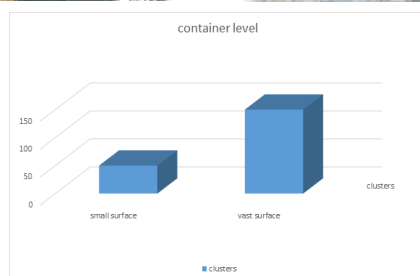 container level
150
100
50
0
small surface
vast surface
clusters
clusters